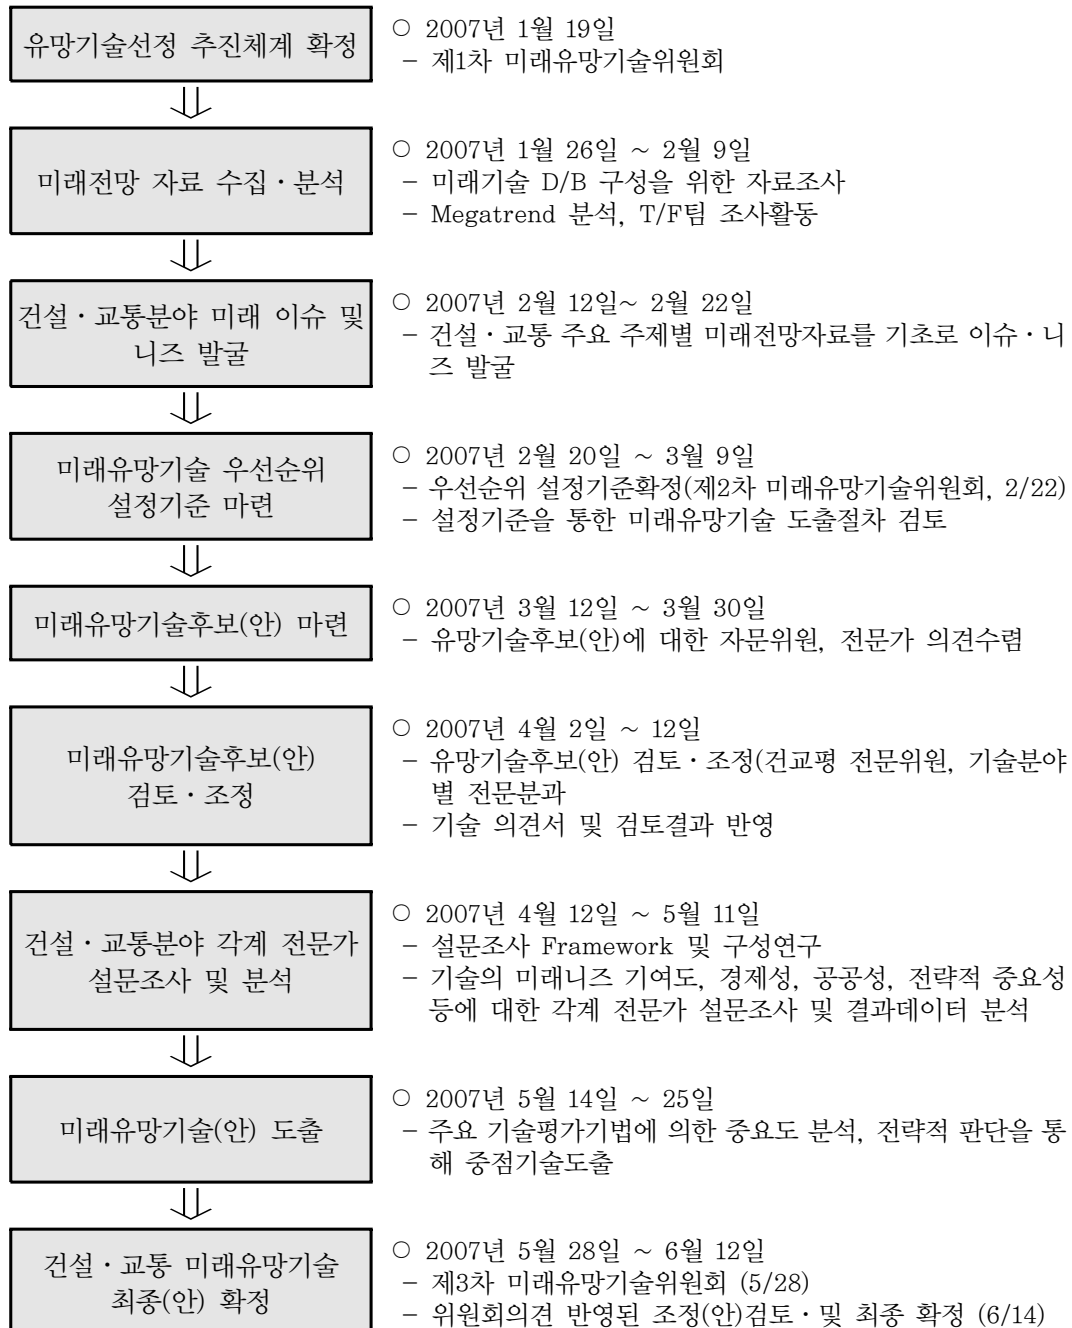 유망기술선정 추진체계 확정
○ 2007년 1월 19일
- 제1차 미래유망기술위원회
미래전망 자료 수집·분석
○ 2007년 1월 26일 ~ 2월 9일
- 미래기술 D/B 구성을 위한 자료조사
- Megatrend 분석, T/F팀 조사활동
건설·교통분야 미래 이슈 및
니즈 발굴
○ 2007년 2월 12일~ 2월 22일
- 건설·교통 주요 주제별 미래전망자료를 기초로 이슈·니
즈 발굴
미래유망기술 우선순위
설정기준 마련
○ 2007년 2월 20일 ~ 3월 9일
- 우선순위 설정기준확정(제2차 미래유망기술위원회, 2/22)
- 설정기준을 통한 미래유망기술 도출절차 검토
미래유망기술후보(안) 마련
○ 2007년 3월 12일 ~ 3월 30일
- 유망기술후보(안)에 대한 자문위원, 전문가 의견수렴
미래유망기술후보(안)
검토·조정
○ 2007년 4월 2일 ~ 12일
- 유망기술후보(안) 검토·조정(건교평 전문위원, 기술분야
별 전문분과
- 기술 의견서 및 검토결과 반영
건설·교통분야 각계 전문가
설문조사 및 분석
○ 2007년 4월 12일 ~ 5월 11일
- 설문조사 Framework 및 구성연구
- 기술의 미래니즈 기여도, 경제성, 공공성, 전략적 중요성
등에 대한 각계 전문가 설문조사 및 결과데이터 분석
미래유망기술(안) 도출
○ 2007년 5월 14일 ~ 25일
- 주요 기술평가기법에 의한 중요도 분석, 전략적 판단을 통
해 중점기술도출
건설·교통 미래유망기술
최종(안) 확정
○ 2007년 5월 28일 ~ 6월 12일
- 제3차 미래유망기술위원회 (5/28)
- 위원회의견 반영된 조정(안)검토·및 최종 확정 (6/14)